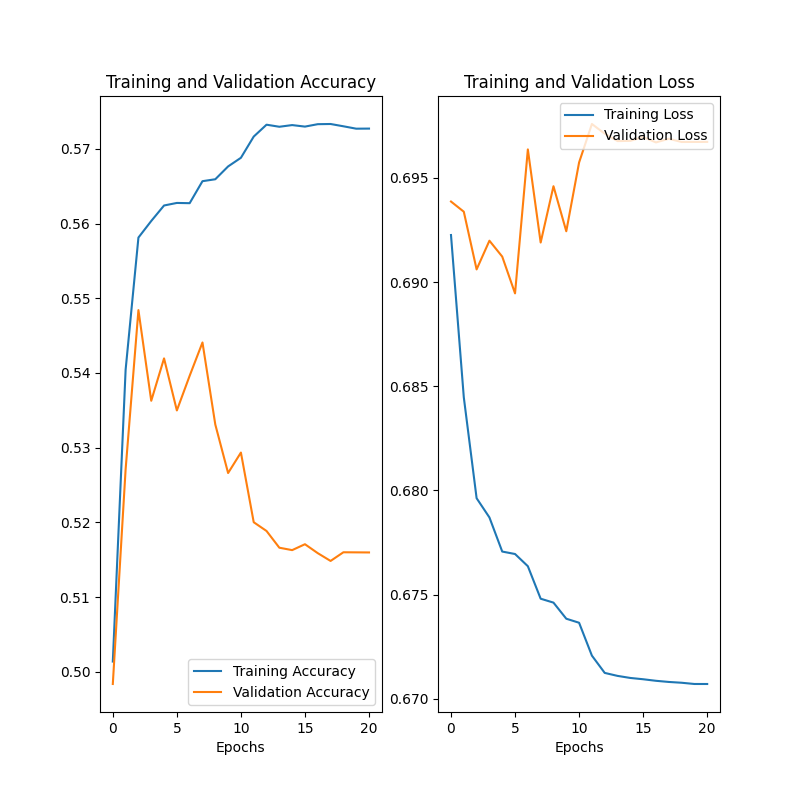 Training and Validation Accuracy
0.57
0.56
0.55
0.54
0.53
0.52
0.51
0.50
Training Accuracy
Validation Accuracy
0 5 10 15 20
Epochs
Training and Validation Loss
Training Loss
Validation Loss
0.695
0.690
0.685
0.680
0.675
0.670
0 5 10 15 20
Epochs